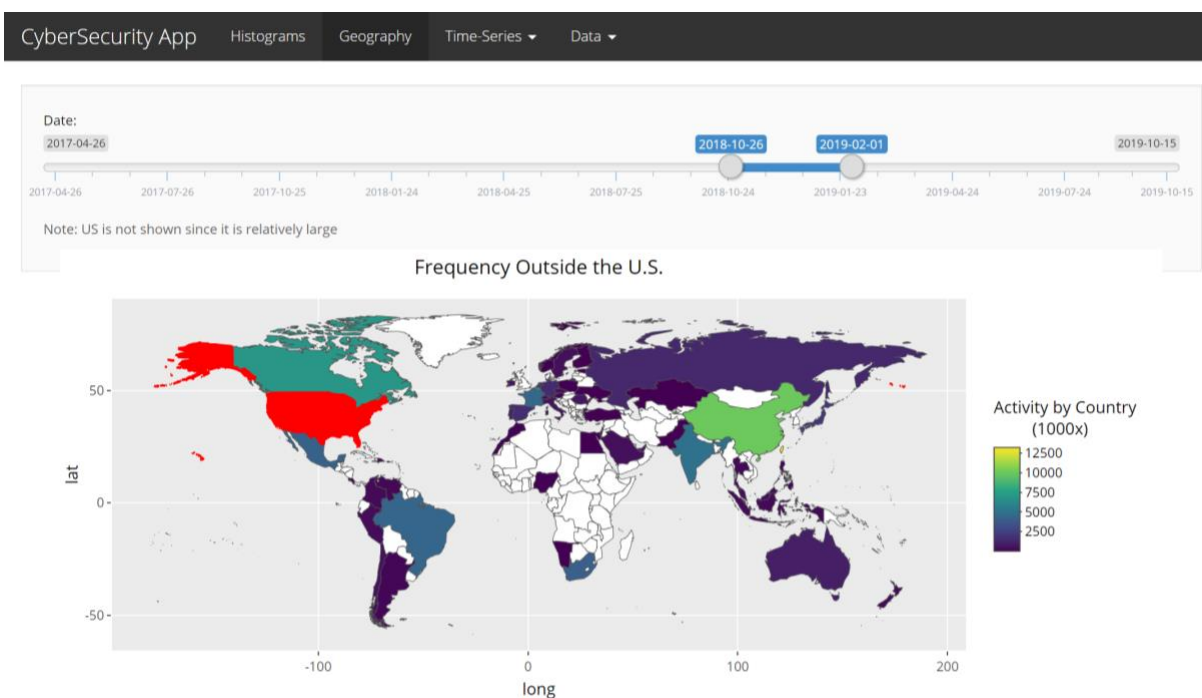 CyberSecurity App Histograms Geography Time-Series Data
Date:
2017-04-26 2018-10-26 2019-02-01 2019-10-15
2017-04-26 2017-07-26 2017-10-25 2018-01-24 2018-04-25 2018-07-25 2018-10-24 2019-01-23 2019-04-24 2019-07-24 2019-10-15
Note: US is not shown since it is relatively large
Frequency Outside the U.S.
50
0
-50
lat
-100 0 100 200
long
Activity by Country
(1000x)
12500
10000
7500
5000
2500